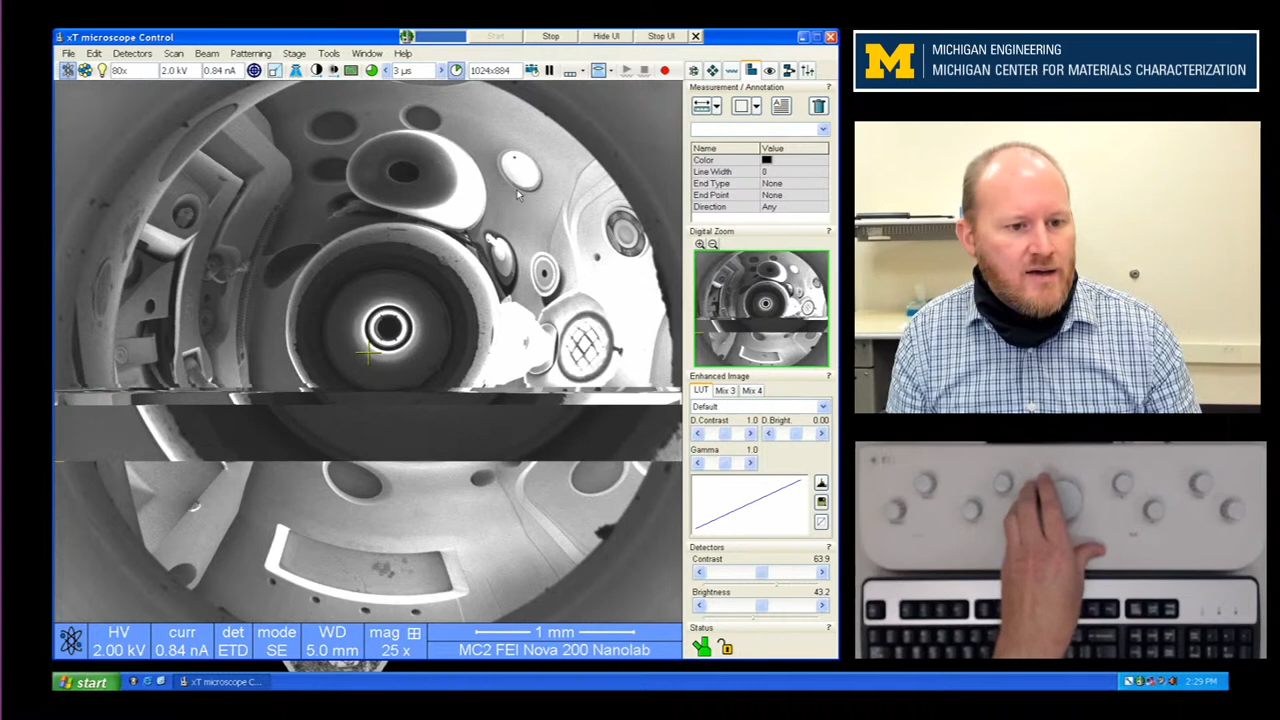 xT microscope Control
Start Stop Hide UI Stop UI
File Edit Detectors Scan Beam Patterning Stage Tools Window Help
80x 2.0 kV 0.84 nA 3 µs 1024x884
Measurement / Annotation ?
Name Value
Color
Line Width 0
End Type None
End Point None
Direction Any
Digital Zoom ?
Enhanced Image ?
LUT Mix 3 Mix 4
Default
D.Contrast 1.0 D.Bright. 0.00
Gamma 1.0
Detectors ?
Contrast 63.9
Brightness 43.2
Status ?
HV curr det mode WD mag 1 mm
2.00 kV 0.84 nA ETD SE 5.0 mm 25 x MC2 FEI Nova 200 Nanolab
start xT microscope C... 2:29 PM
M MICHIGAN ENGINEERING
MICHIGAN CENTER FOR MATERIALS CHARACTERIZATION